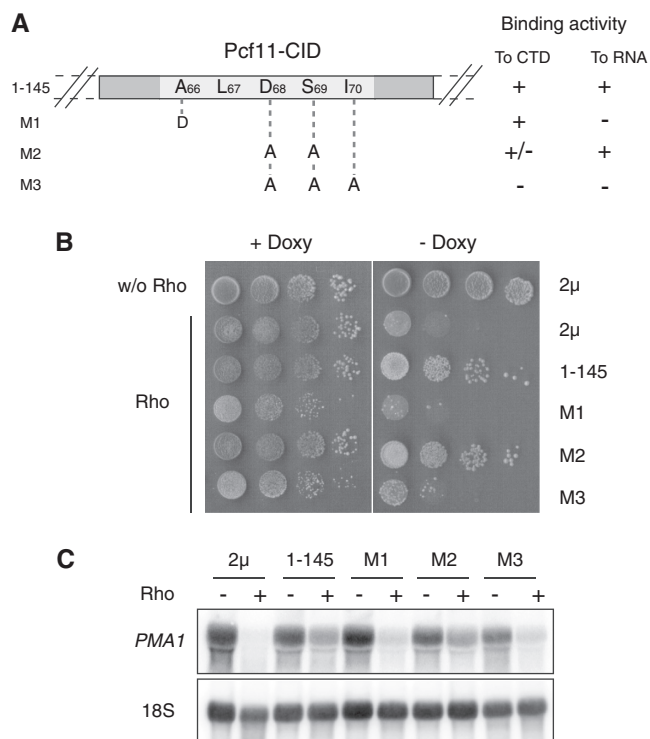 A
Binding activity
Pcf11-CID
To CTD To RNA
1-145 A66 L67 D68 S69 I70 + +
M1 D + -
M2 A A +/- +
M3 A A A - -
B
+ Doxy - Doxy
w/o Rho 2µ
2µ
1-145
Rho M1
M2
M3
C
2µ 1-145 M1 M2 M3
Rho - + - + - + - + - +
PMA1
18S